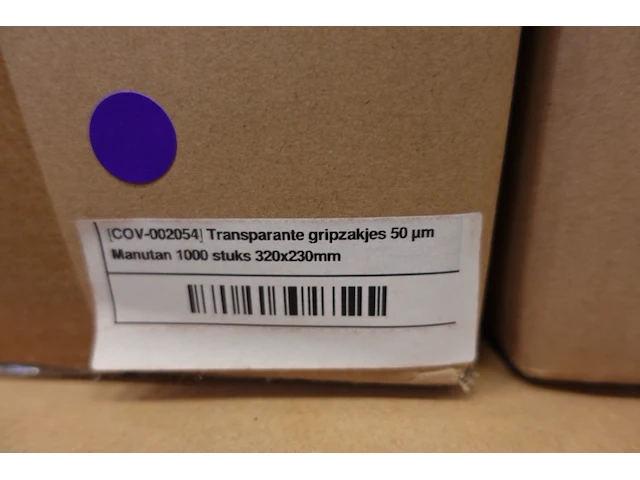 [COV-002054] Transparante gripzakjes 50 µm
Manutan 1000 stuks 320x230mm